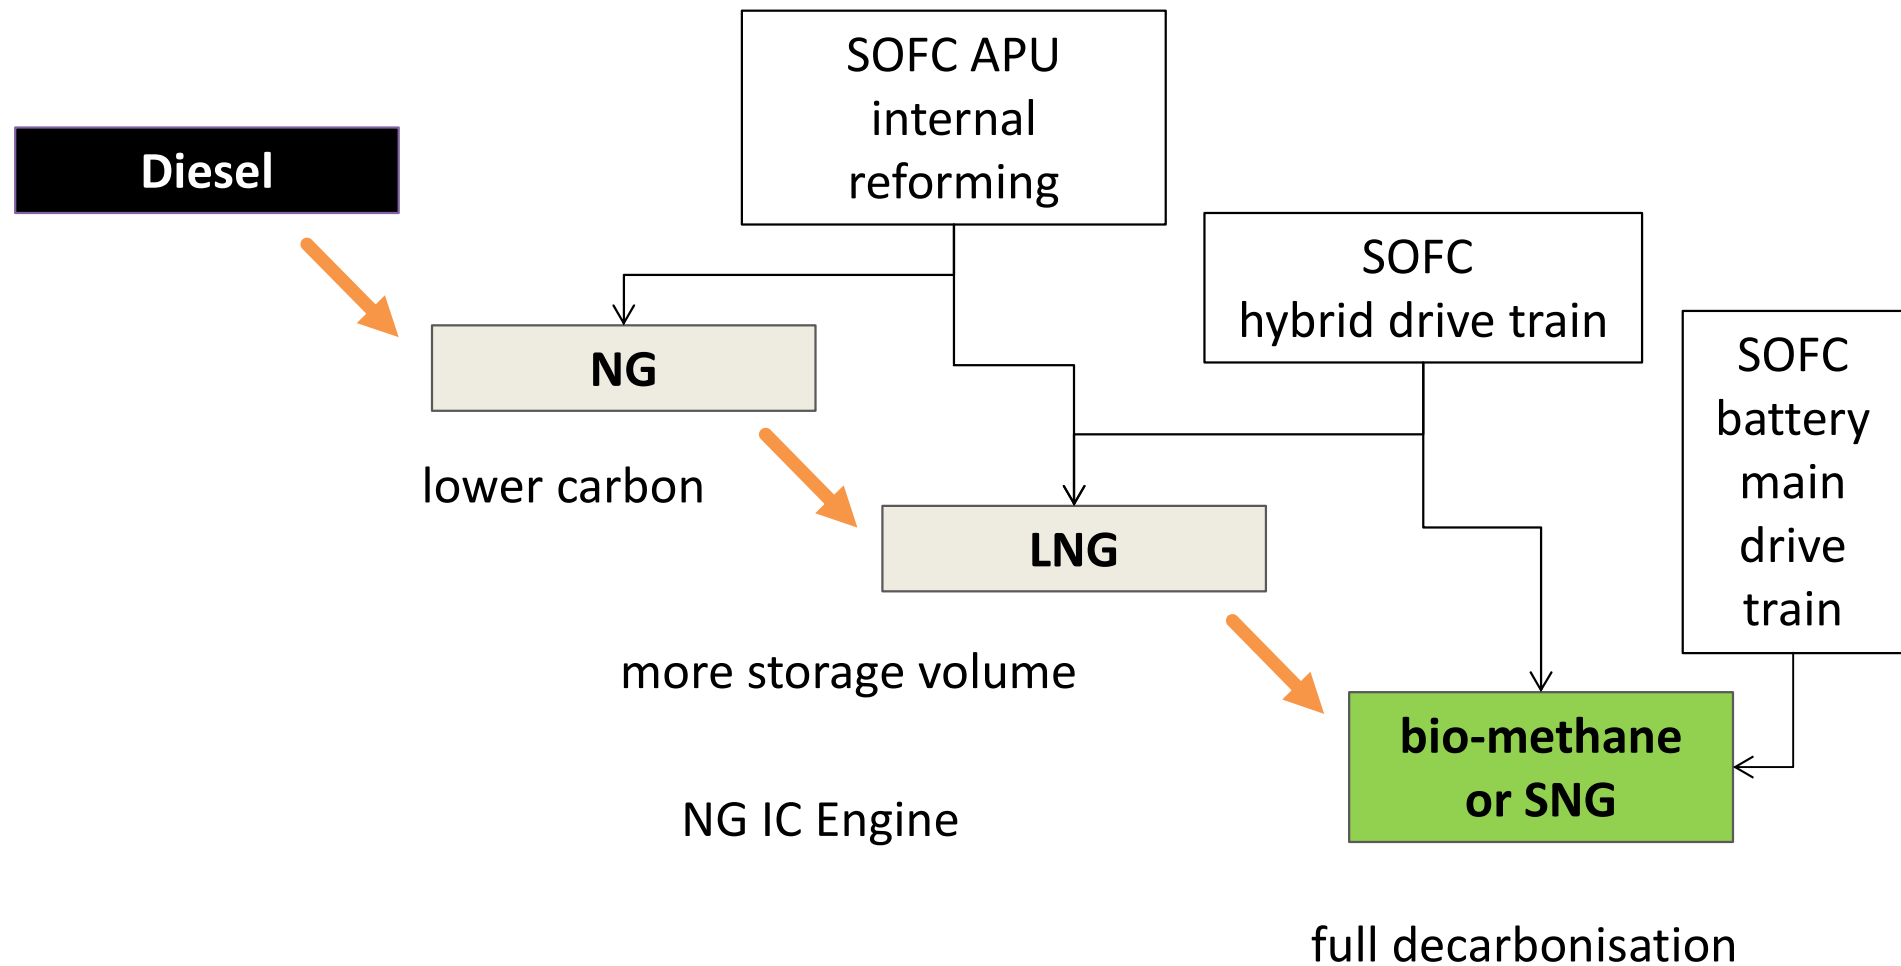 SOFC APU
internal
reforming
Diesel
SOFC
hybrid drive train
NG
SOFC
battery
main
drive
train
lower carbon
LNG
more storage volume
bio-methane
or SNG
NG IC Engine
full decarbonisation